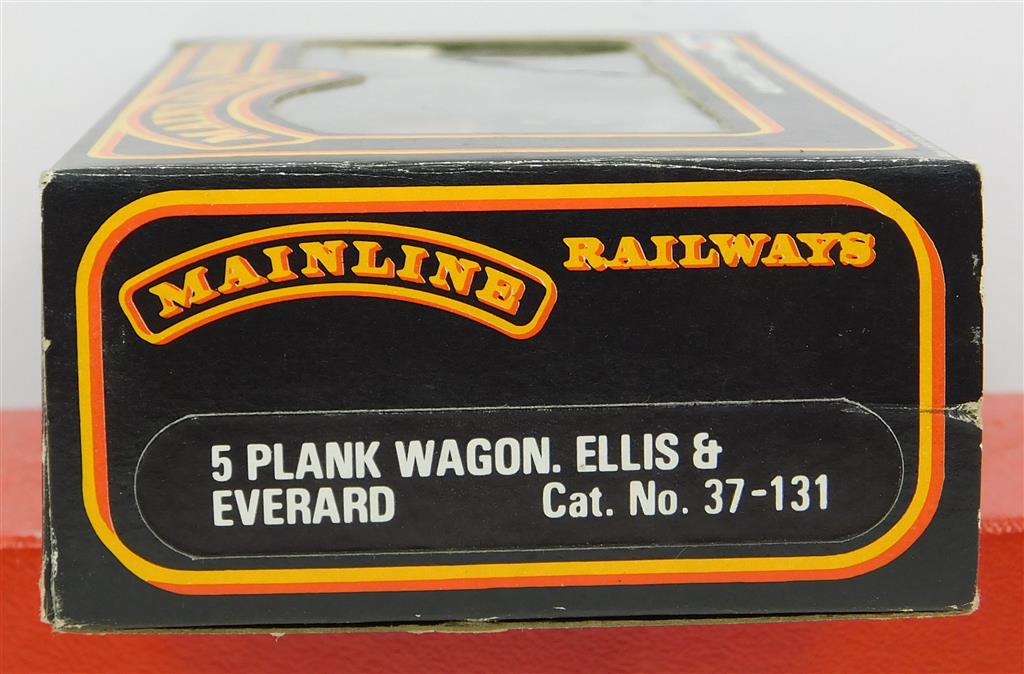 MAINLINE RAILWAYS
5 PLANK WAGON. ELLIS &
EVERARD Cat. No. 37-131